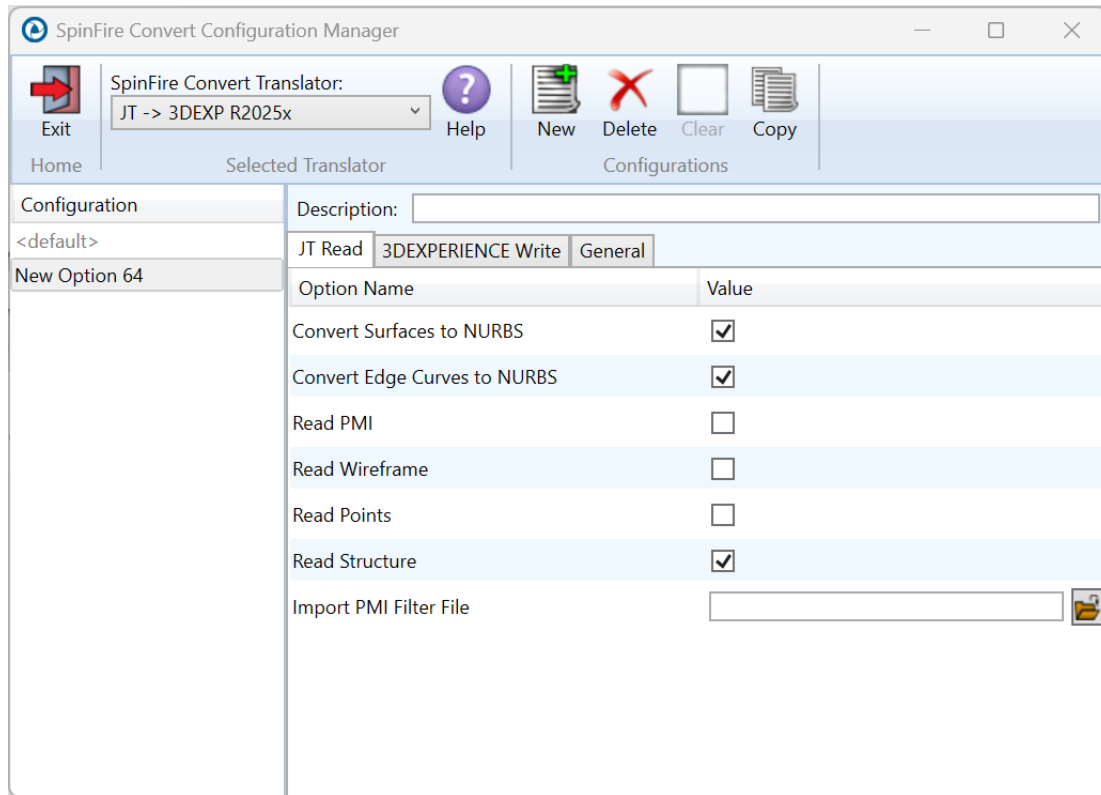 SpinFire Convert Configuration Manager
SpinFire Convert Translator:
JT -> 3DEXP R2025x
Exit
Help
New
Delete
Clear
Copy
Home
Selected Translator
Configurations
Configuration
Description:
<default>
JT Read
3DEXPERIENCE Write
General
New Option 64
Option Name
Value
Convert Surfaces to NURBS
Convert Edge Curves to NURBS
Read PMI
Read Wireframe
Read Points
Read Structure
Import PMI Filter File